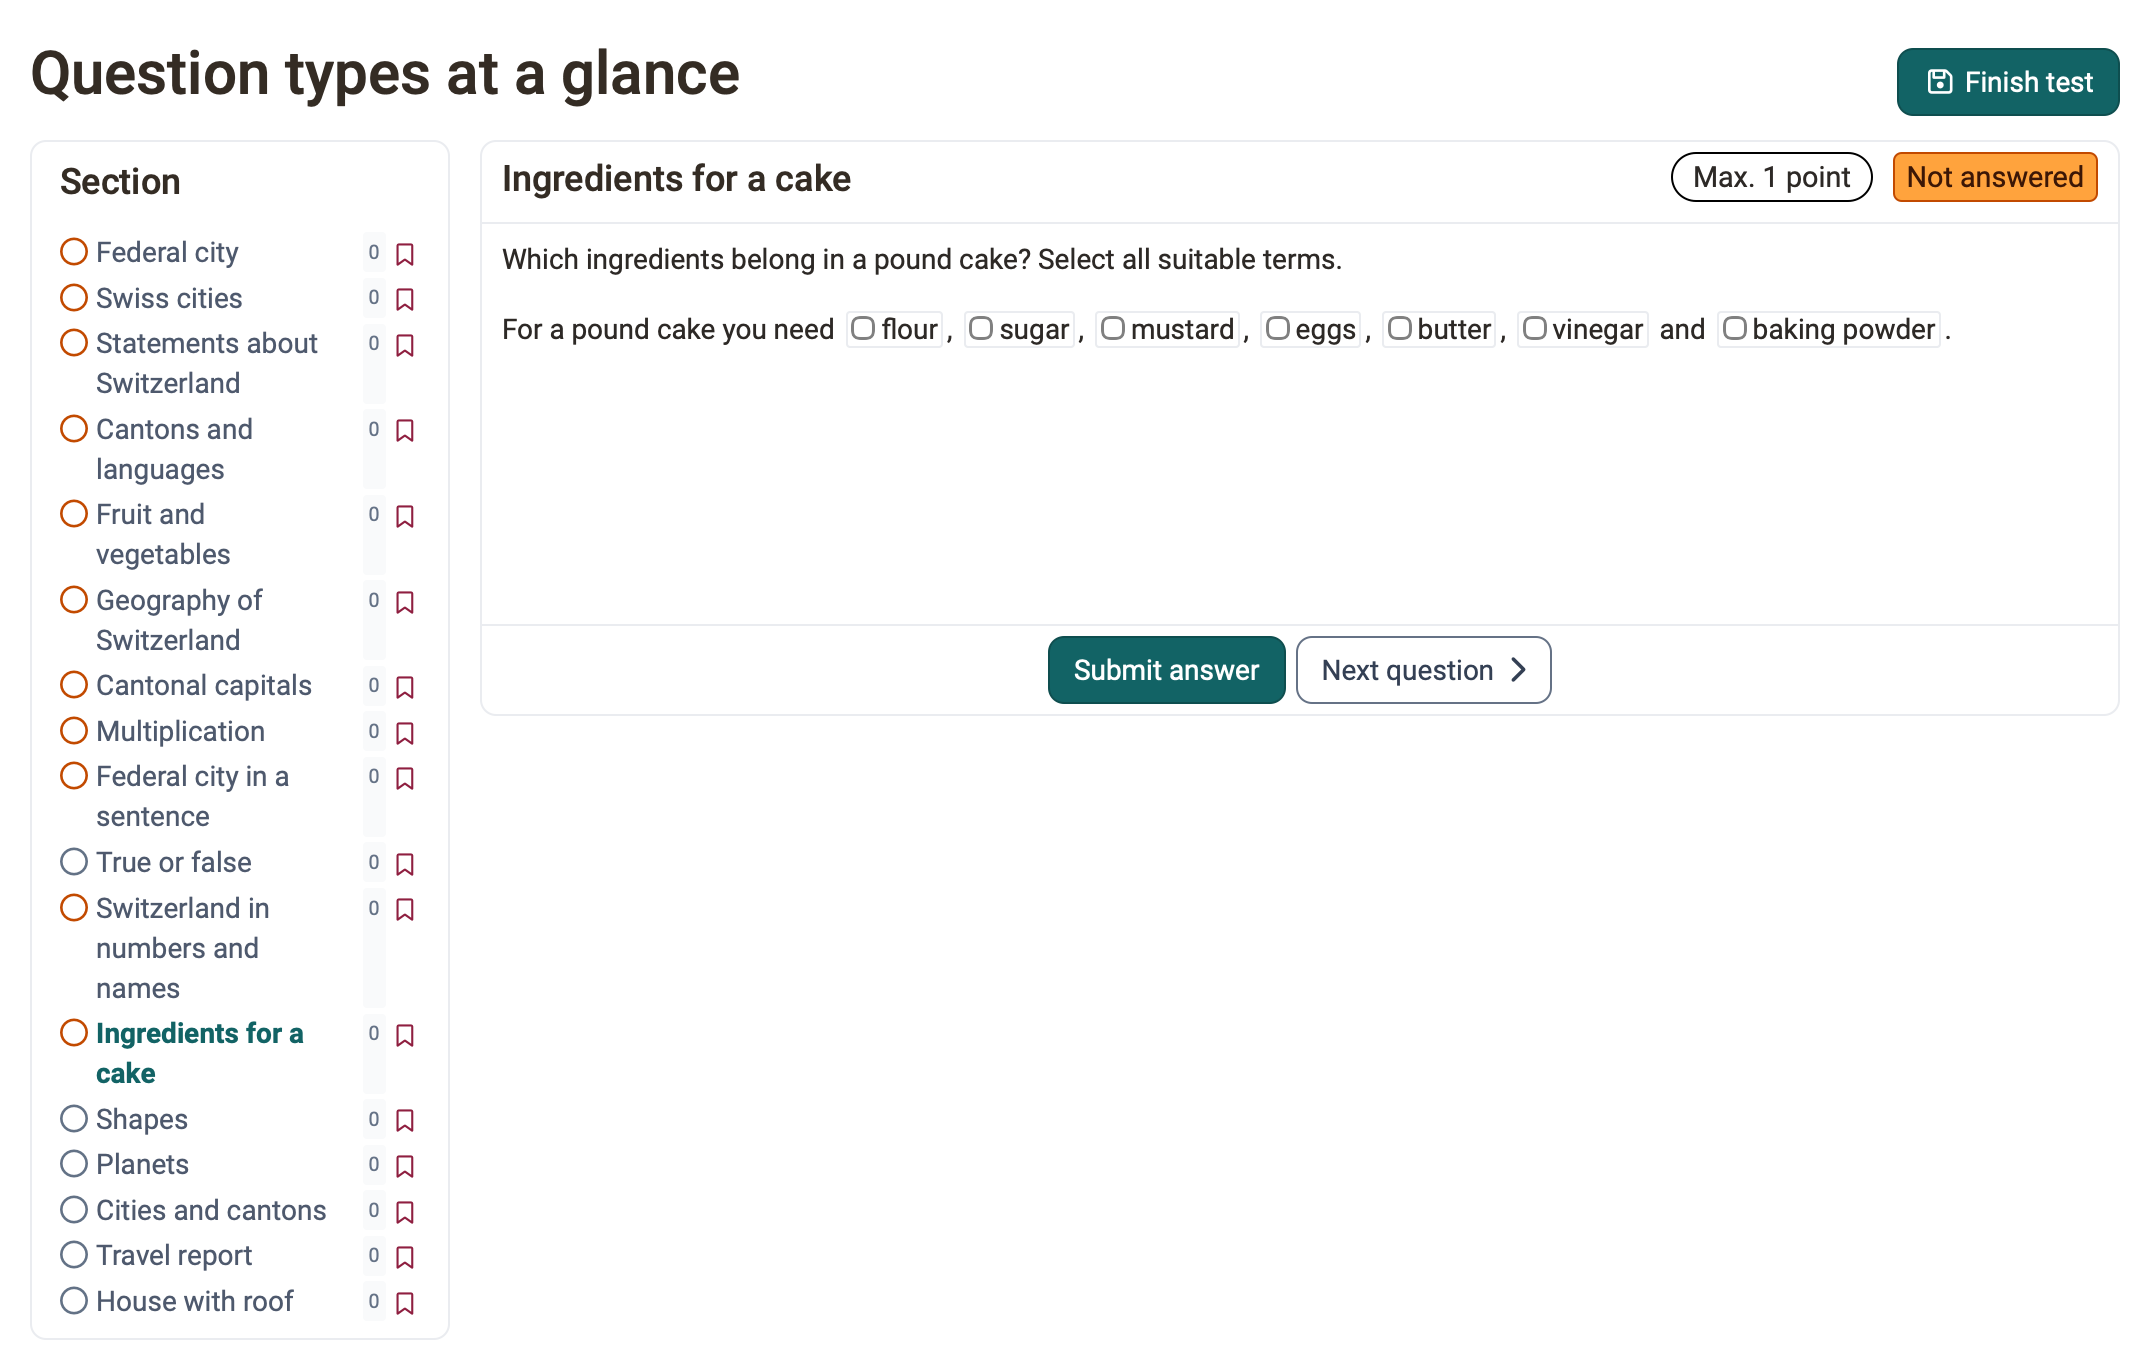 Question types at a glance
Finish test
Section
Federal city 0
Swiss cities 0
Statements about 0
Switzerland
Cantons and 0
languages
Fruit and 0
vegetables
Geography of 0
Switzerland
Cantonal capitals 0
Multiplication 0
Federal city in a 0
sentence
True or false 0
Switzerland in 0
numbers and
names
Ingredients for a 0
cake
Shapes 0
Planets 0
Cities and cantons 0
Travel report 0
House with roof 0
Ingredients for a cake
Max. 1 point
Not answered
Which ingredients belong in a pound cake? Select all suitable terms.
For a pound cake you need flour, sugar, mustard, eggs, butter, vinegar and baking powder.
Submit answer
Next question